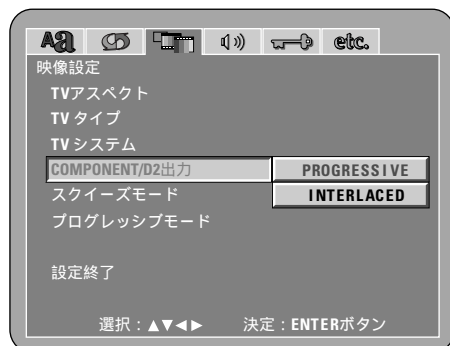 Aa etc.
映像設定
TVアスペクト
TV タイプ
TV システム
COMPONENT/D2出力 PROGRESSIVE
スクイーズモード INTERLACED
プログレッシブモード
設定終了
選択：▲▼◀▶ 決定：ENTERボタン